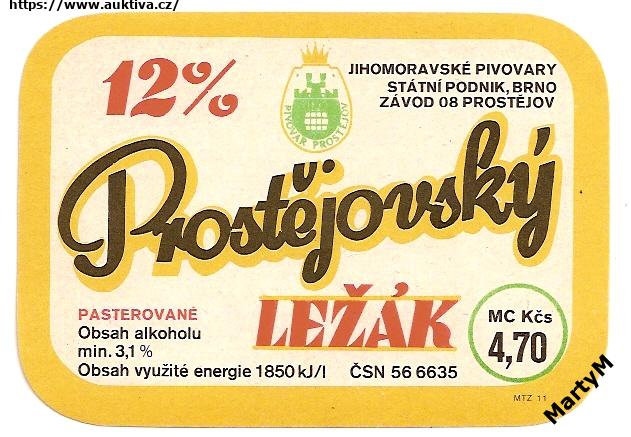 https://www.auktiva.cz/
12%
PIVOVAR PROSTĚJOV
JIHOMORAVSKÉ PIVOVARY
STÁTNÍ PODNIK, BRNO
ZÁVOD 08 PROSTĚJOV
Prostějovský
LEŽÁK
PASTEROVANÉ
Obsah alkoholu
min. 3,1 %
Obsah využité energie 1850 kJ/l
ČSN 56 6635
MC Kčs
4,70
MTZ 11
MartyM